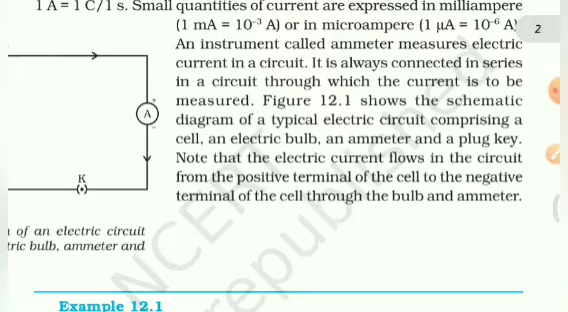 1 A = 1 C/1 s. Small quantities of current are expressed in milliampere
(1 mA = 10⁻³ A) or in microampere (1 µA = 10⁻⁶ A)
2
An instrument called ammeter measures electric
current in a circuit. It is always connected in series
in a circuit through which the current is to be
measured. Figure 12.1 shows the schematic
diagram of a typical electric circuit comprising a
cell, an electric bulb, an ammeter and a plug key.
Note that the electric current flows in the circuit
from the positive terminal of the cell to the negative
terminal of the cell through the bulb and ammeter.
+
A
–
K
of an electric circuit
tric bulb, ammeter and
NCERT
republished
Example 12.1